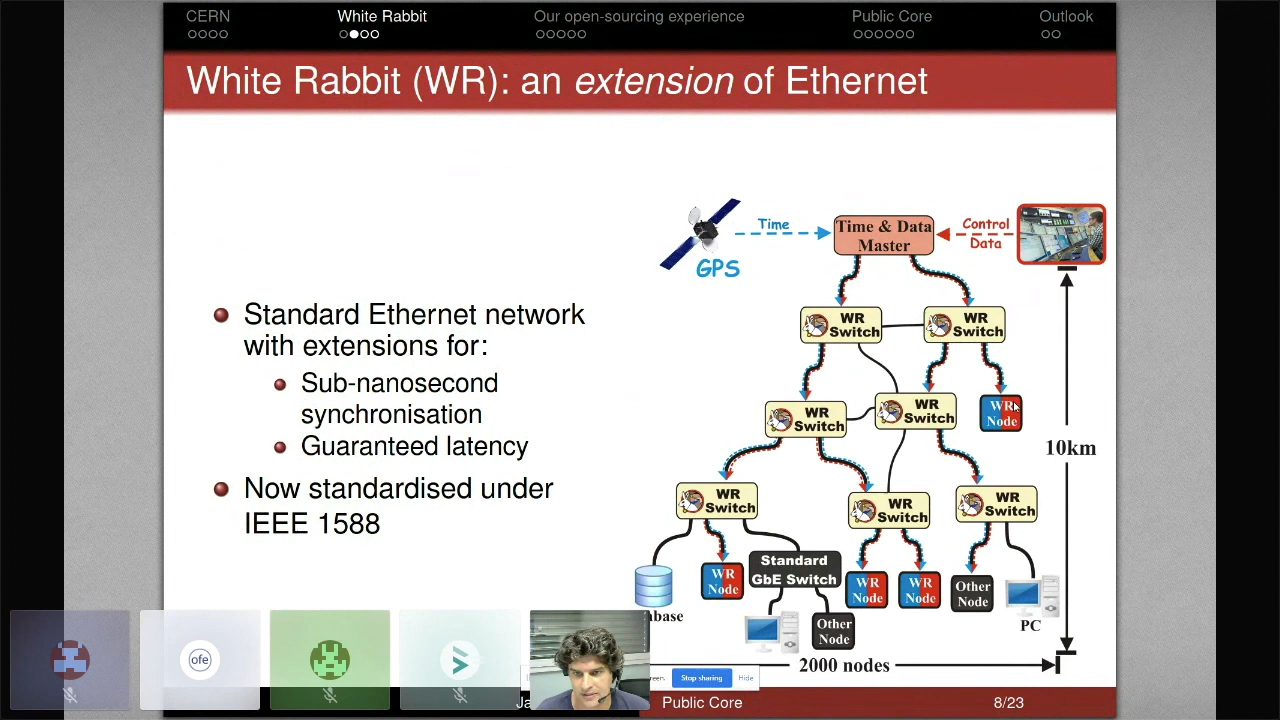 CERN
White Rabbit
Our open-sourcing experience
Public Core
Outlook
White Rabbit (WR): an extension of Ethernet
Standard Ethernet network
with extensions for:
Sub-nanosecond
synchronisation
Guaranteed latency
Now standardised under
IEEE 1588
GPS
Time
Time & Data
Master
Control
Data
WR
Switch
WR
Switch
WR
Switch
WR
Switch
WR
Node
10km
WR
Switch
WR
Switch
WR
Switch
WR
Node
Standard
GbE Switch
WR
Node
WR
Node
Other
Node
PC
Other
Node
2000 nodes
ofe
Stop sharing
Hide
Public Core
8/23